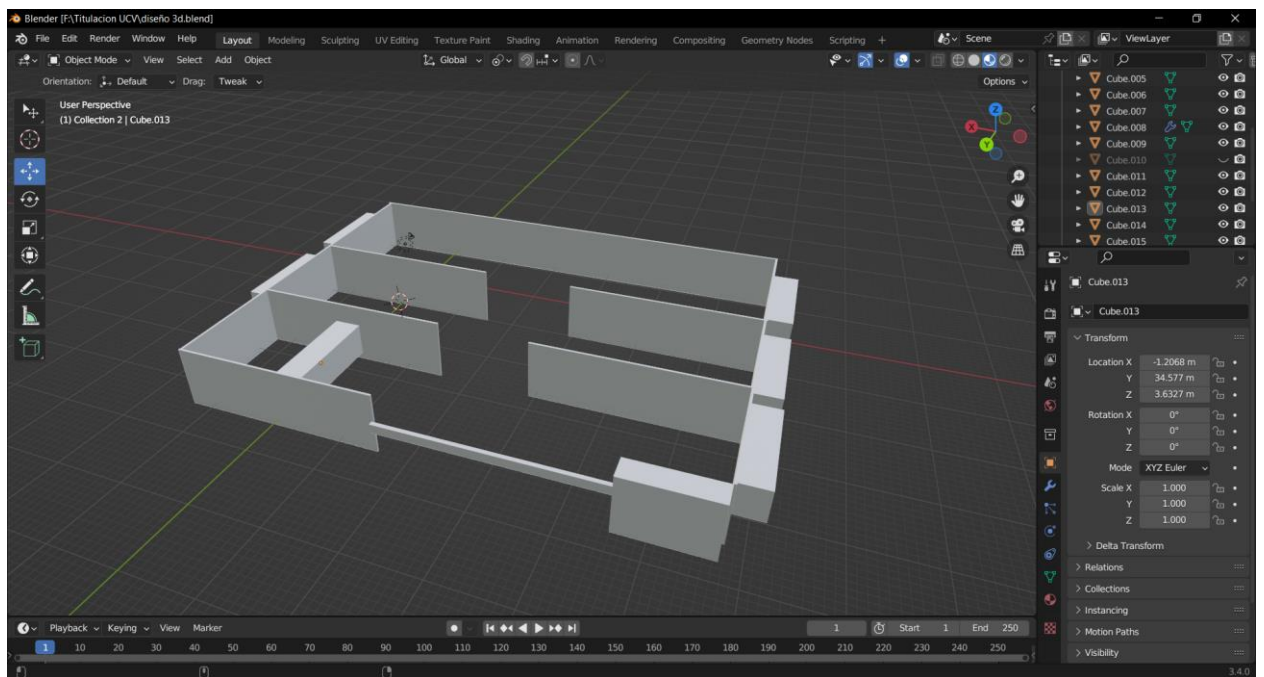 Blender [F:\Titulacion UCV\diseño 3d.blend]
File Edit Render Window Help Layout Modeling Sculpting UV Editing Texture Paint Shading Animation Rendering Compositing Geometry Nodes Scripting + Scene ViewLayer
Object Mode View Select Add Object Global
Orientation: Default Drag: Tweak Options
User Perspective
(1) Collection 2 | Cube.013
Z
X
Y
Cube.005
Cube.006
Cube.007
Cube.008
Cube.009
Cube.010
Cube.011
Cube.012
Cube.013
Cube.014
Cube.015
Cube.013
Cube.013
Transform
Location X -1.2068 m
Y 34.577 m
Z 3.6327 m
Rotation X 0°
Y 0°
Z 0°
Mode XYZ Euler
Scale X 1.000
Y 1.000
Z 1.000
Delta Transform
Relations
Collections
Instancing
Motion Paths
Visibility
Playback Keying View Marker 1 Start 1 End 250
1 10 20 30 40 50 60 70 80 90 100 110 120 130 140 150 160 170 180 190 200 210 220 230 240 250
3.4.0